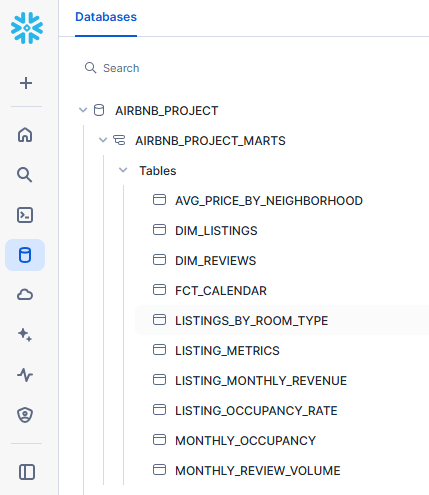 Databases
Search
AIRBNB_PROJECT
AIRBNB_PROJECT_MARTS
Tables
AVG_PRICE_BY_NEIGHBORHOOD
DIM_LISTINGS
DIM_REVIEWS
FCT_CALENDAR
LISTINGS_BY_ROOM_TYPE
LISTING_METRICS
LISTING_MONTHLY_REVENUE
LISTING_OCCUPANCY_RATE
MONTHLY_OCCUPANCY
MONTHLY_REVIEW_VOLUME